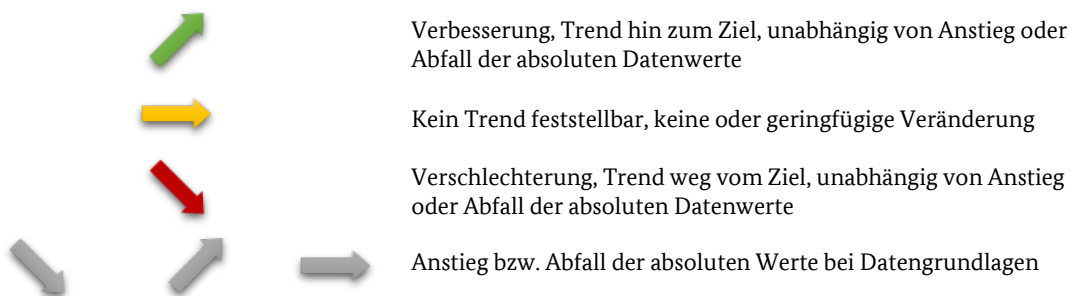 Verbesserung, Trend hin zum Ziel, unabhängig von Anstieg oder
Abfall der absoluten Datenwerte
Kein Trend feststellbar, keine oder geringfügige Veränderung
Verschlechterung, Trend weg vom Ziel, unabhängig von Anstieg
oder Abfall der absoluten Datenwerte
Anstieg bzw. Abfall der absoluten Werte bei Datengrundlagen